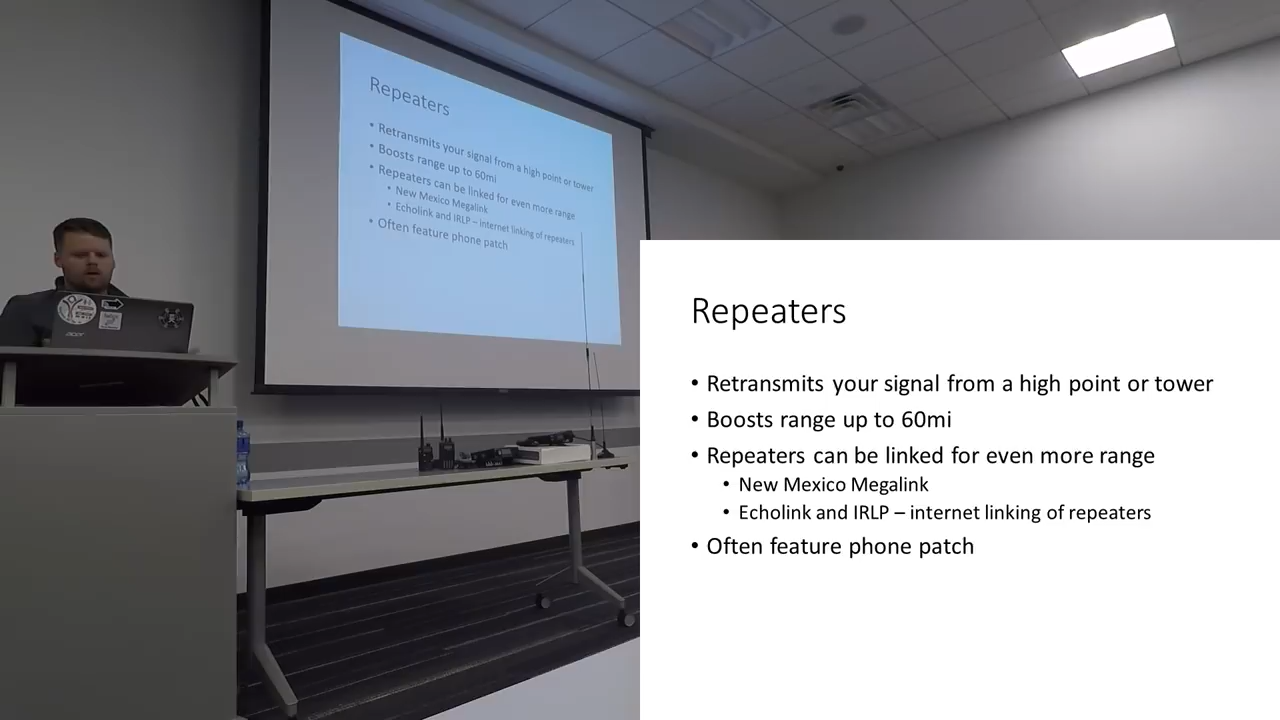 Repeaters
• Retransmits your signal from a high point or tower
• Boosts range up to 60mi
• Repeaters can be linked for even more range
• New Mexico Megalink
• Echolink and IRLP – internet linking of repeaters
• Often feature phone patch
acer
Repeaters
• Retransmits your signal from a high point or tower
• Boosts range up to 60mi
• Repeaters can be linked for even more range
• New Mexico Megalink
• Echolink and IRLP – internet linking of repeaters
• Often feature phone patch